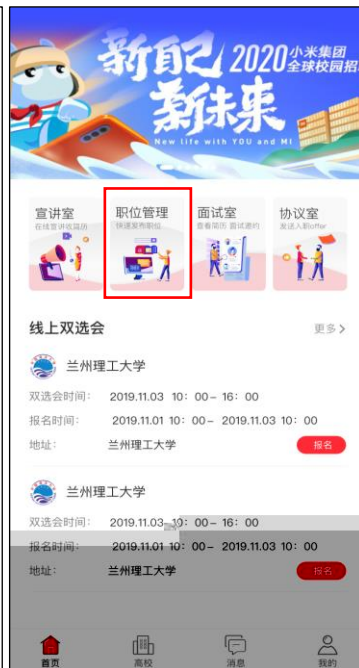 新自己 2020 小米集团
全球校园招
新未来
New life with YOU and MI
宣讲室 职位管理 面试室 协议室
在线宣讲收简历 快速发布职位 查看简历 音试邀约 发送入职offer
线上双选会 更多
兰州理工大学
双选会时间: 2019.11.03 10: 00- 16: 00
报名时间: 2019.11.01 10: 00- 2019.11.03 10: 00
地址: 兰州理工大学 报名
兰州理工大学
双选会时间: 2019.11.03 10: 00- 16: 00
报名时间: 2019.11.01 10: 00- 2019.11.03 10: 00
地址: 兰州理工大学 报名
首页 高校 消息 我的